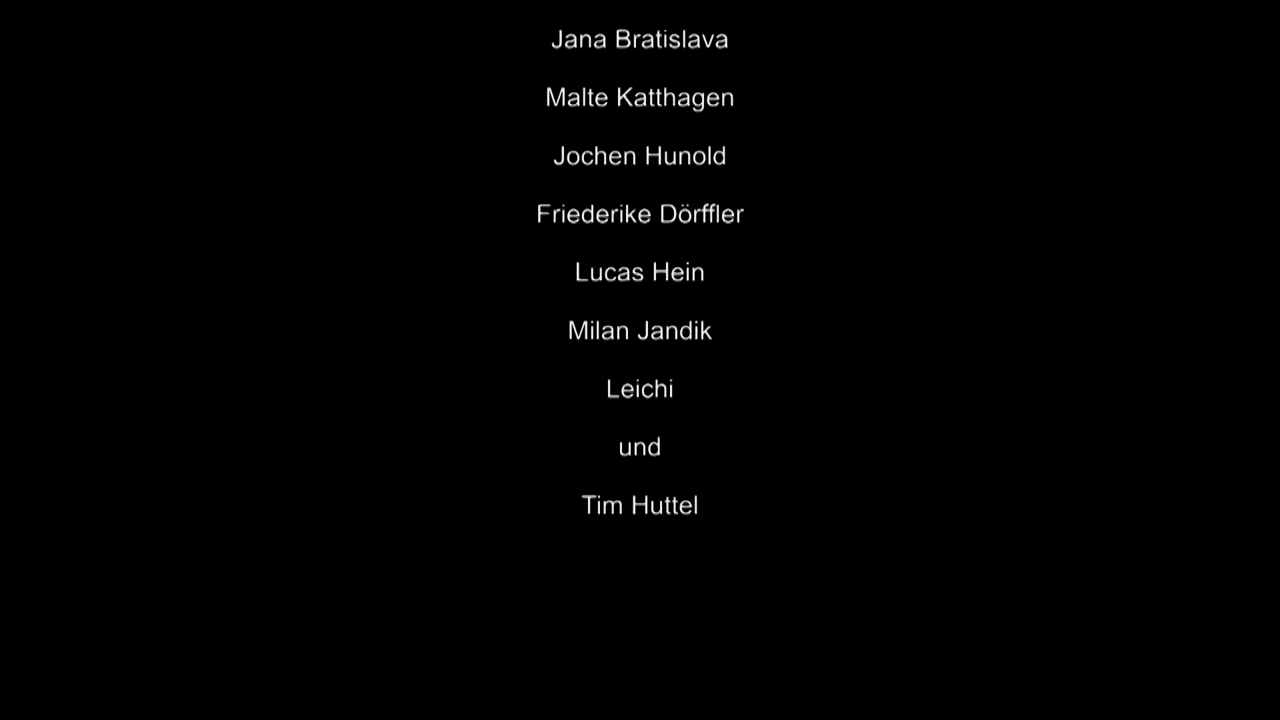 Jana Bratislava
Malte Katthagen
Jochen Hunold
Friederike Dörffler
Lucas Hein
Milan Jandik
Leichi
und
Tim Huttel